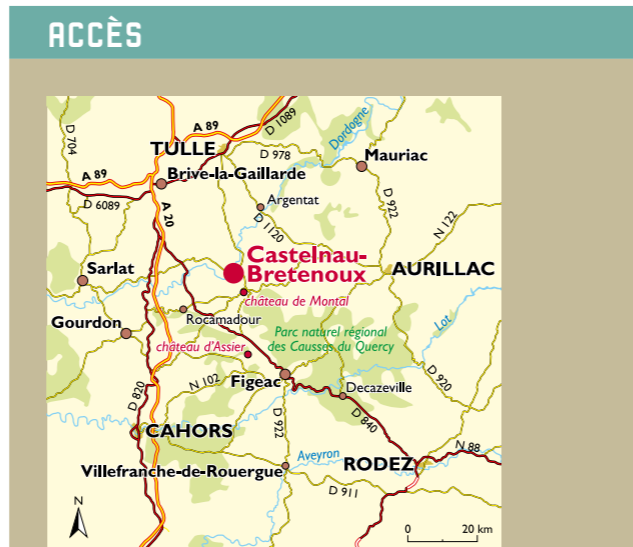 ACCÈS
D 704
A 89
D 1089
Dordogne
TULLE
D 978
Mauriac
A 89
Brive-la-Gaillarde
D 6089
A 20
Argentat
D 922
N 122
D 1120
Castelnau-
Bretenoux
Sarlat
AURILLAC
château de Montal
Rocamadour
Gourdon
Lot
Parc naturel régional
des Causses du Quercy
château d'Assier
N 102
Figeac
D 920
D 820
Decazeville
CAHORS
D 922
D 840
N 88
Aveyron
RODEZ
Villefranche-de-Rouergue
D 911
N
0 20 km